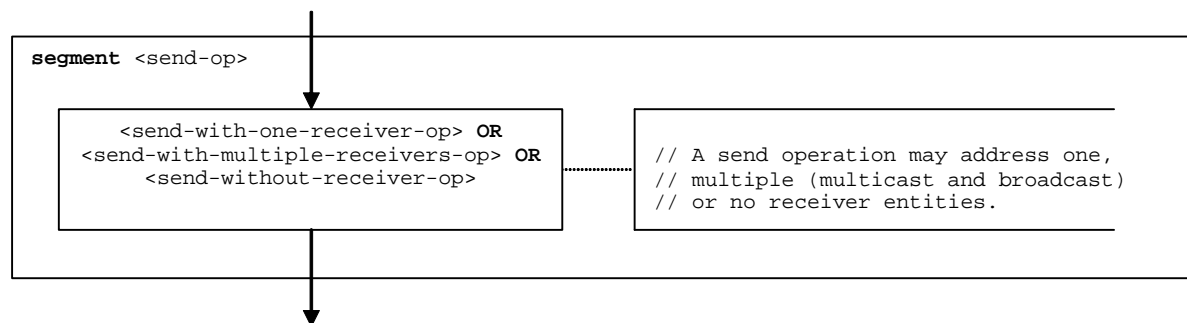 segment <send-op>
<send-with-one-receiver-op> OR
<send-with-multiple-receivers-op> OR
<send-without-receiver-op>
// A send operation may address one,
// multiple (multicast and broadcast)
// or no receiver entities.